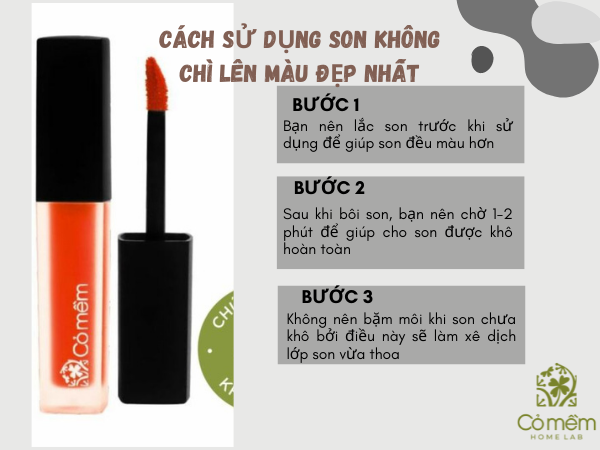 CÁCH SỬ DỤNG SON KHÔNG
CHÌ LÊN MÀU ĐẸP NHẤT
BƯỚC 1
Bạn nên lắc son trước khi sử
dụng để giúp son đều màu hơn
BƯỚC 2
Sau khi bôi son, bạn nên chờ 1-2
phút để giúp cho son được khô
hoàn toàn
BƯỚC 3
Không nên bặm môi khi son chưa
khô bởi điều này sẽ làm xê dịch
lớp son vừa thoa
Cỏ mềm
Cỏ mềm
HOME LAB